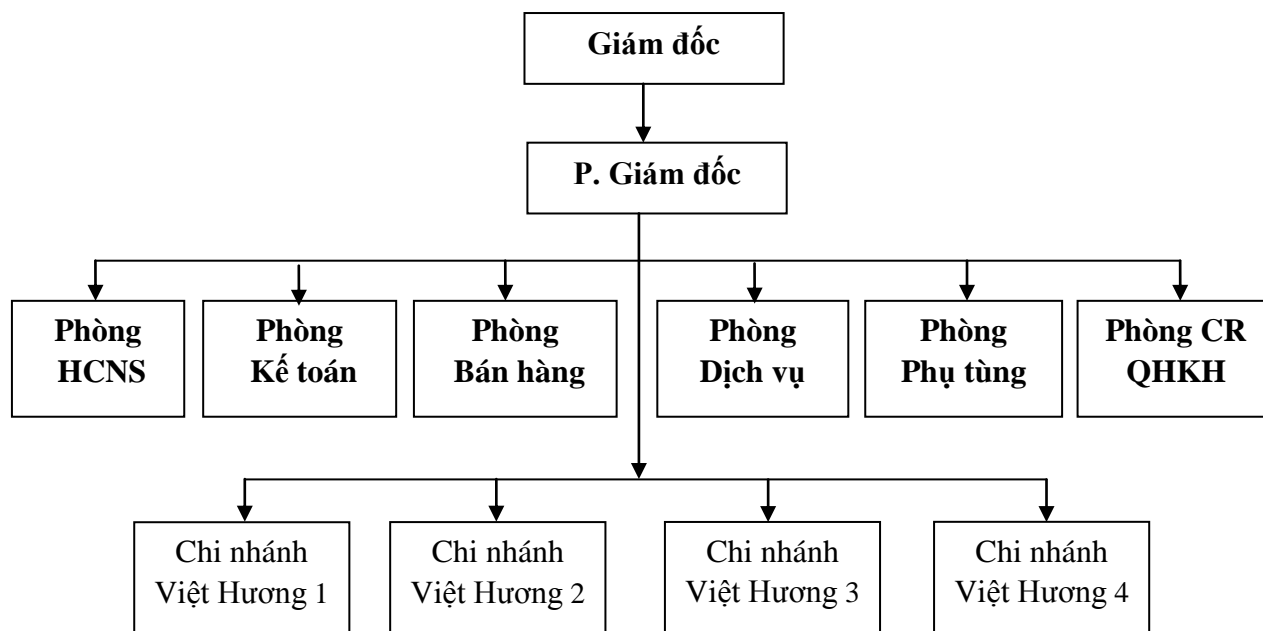 Giám đốc
P. Giám đốc
Phòng
HCNS
Phòng
Kế toán
Phòng
Bán hàng
Phòng
Dịch vụ
Phòng
Phụ tùng
Phòng CR
QHKH
Chi nhánh
Việt Hương 1
Chi nhánh
Việt Hương 2
Chi nhánh
Việt Hương 3
Chi nhánh
Việt Hương 4